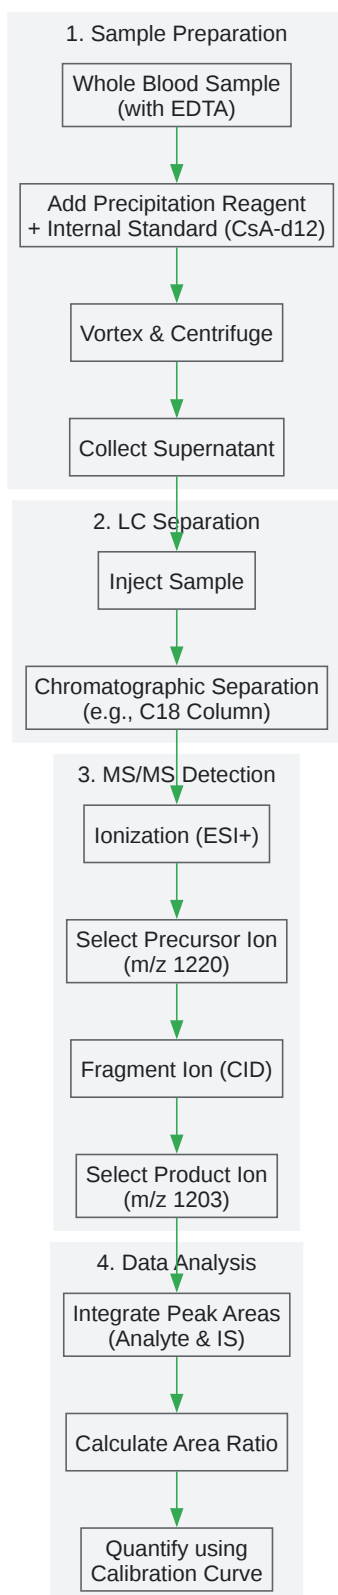 1. Sample Preparation
Whole Blood Sample
(with EDTA)
Add Precipitation Reagent
+ Internal Standard (CsA-d12)
Vortex & Centrifuge
Collect Supernatant
2. LC Separation
Inject Sample
Chromatographic Separation
(e.g., C18 Column)
3. MS/MS Detection
Ionization (ESI+)
Select Precursor Ion
(m/z 1220)
Fragment Ion (CID)
Select Product Ion
(m/z 1203)
4. Data Analysis
Integrate Peak Areas
(Analyte & IS)
Calculate Area Ratio
Quantify using
Calibration Curve